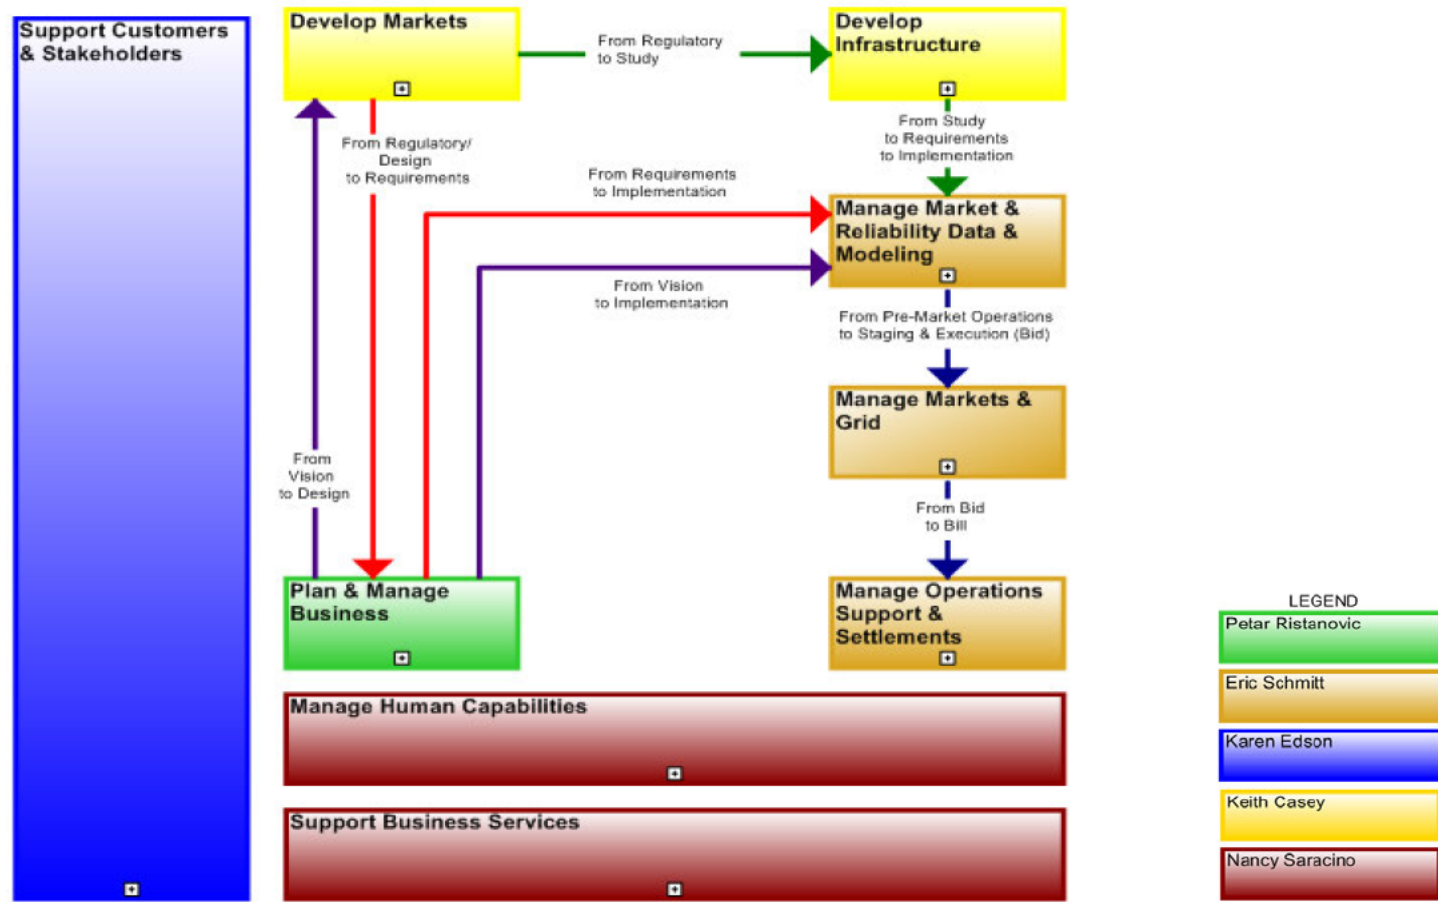 Support Customers
& Stakeholders
Develop Markets
From Regulatory
to Study
Develop
Infrastructure
From Study
to Requirements
to Implementation
From Regulatory/
Design
to Requirements
From Requirements
to Implementation
Manage Market &
Reliability Data &
Modeling
From Vision
to Implementation
From Pre-Market Operations
to Staging & Execution (Bid)
Manage Markets &
Grid
From
Vision
to Design
From Bid
to Bill
Plan & Manage
Business
Manage Operations
Support &
Settlements
Manage Human Capabilities
Support Business Services
LEGEND
Petar Ristanovic
Eric Schmitt
Karen Edson
Keith Casey
Nancy Saracino